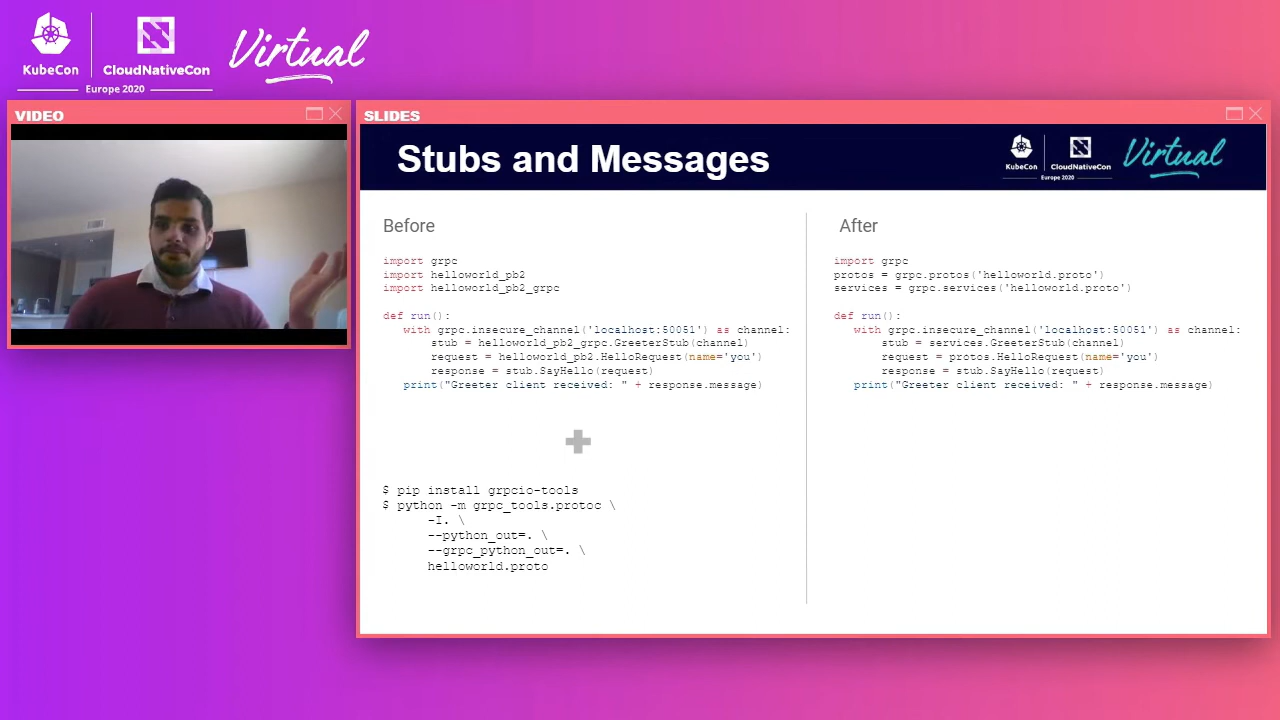 KubeCon
CloudNativeCon
Europe 2020
Virtual
VIDEO
SLIDES
Stubs and Messages
KubeCon
CloudNativeCon
Europe 2020
Virtual
Before
import grpc
import helloworld_pb2
import helloworld_pb2_grpc
def run():
with grpc.insecure_channel('localhost:50051') as channel:
stub = helloworld_pb2_grpc.GreeterStub(channel)
request = helloworld_pb2.HelloRequest(name='you')
response = stub.SayHello(request)
print("Greeter client received: " + response.message)
$ pip install grpcio-tools
$ python -m grpc_tools.protoc \
-I. \
--python_out=. \
--grpc_python_out=. \
helloworld.proto
After
import grpc
protos = grpc.protos('helloworld.proto')
services = grpc.services('helloworld.proto')
def run():
with grpc.insecure_channel('localhost:50051') as channel:
stub = services.GreeterStub(channel)
request = protos.HelloRequest(name='you')
response = stub.SayHello(request)
print("Greeter client received: " + response.message)